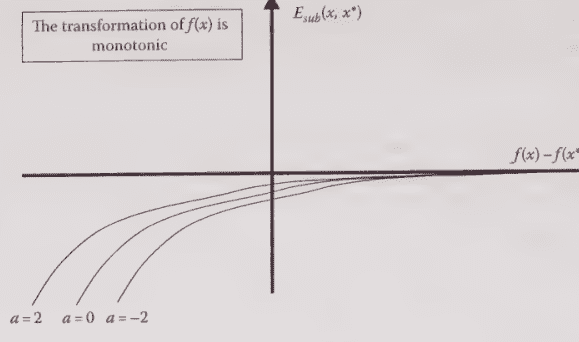 The transformation of f(x) is
monotonic
E_sub(x, x*)
f(x) – f(x*
a = 2 a = 0 a = –2